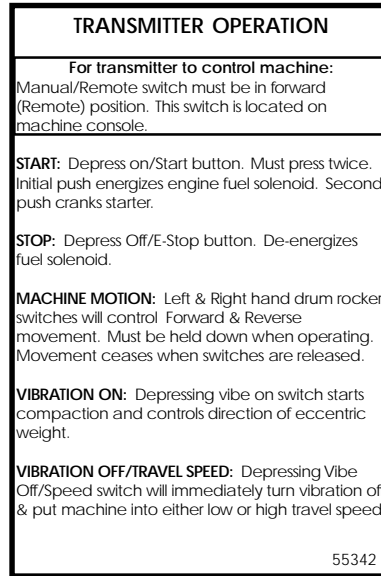 TRANSMITTER OPERATION
For transmitter to control machine:
Manual/Remote switch must be in forward
(Remote) position. This switch is located on
machine console.
START: Depress on/Start button. Must press twice.
Initial push energizes engine fuel solenoid. Second
push cranks starter.
STOP: Depress Off/E-Stop button. De-energizes
fuel solenoid.
MACHINE MOTION: Left & Right hand drum rocker
switches will control Forward & Reverse
movement. Must be held down when operating.
Movement ceases when switches are released.
VIBRATION ON: Depressing vibe on switch starts
compaction and controls direction of eccentric
weight.
VIBRATION OFF/TRAVEL SPEED: Depressing Vibe
Off/Speed switch will immediately turn vibration of
& put machine into either low or high travel speed
55342